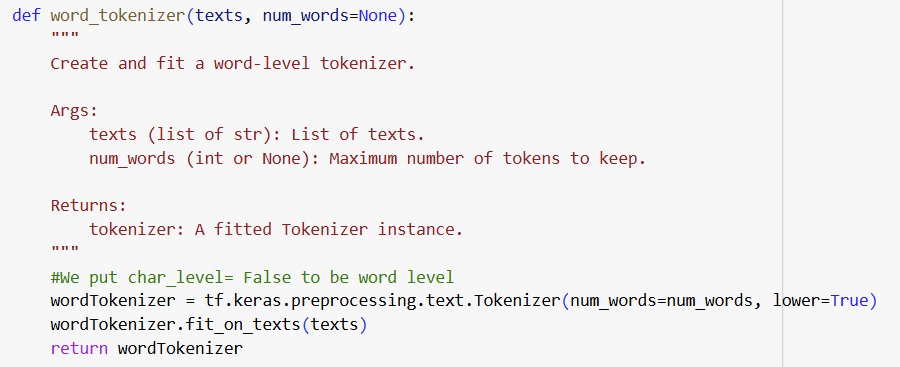 def word_tokenizer(texts, num_words=None):
"""
Create and fit a word-level tokenizer.
Args:
texts (list of str): List of texts.
num_words (int or None): Maximum number of tokens to keep.
Returns:
tokenizer: A fitted Tokenizer instance.
"""
#We put char_level= False to be word level
wordTokenizer = tf.keras.preprocessing.text.Tokenizer(num_words=num_words, lower=True)
wordTokenizer.fit_on_texts(texts)
return wordTokenizer